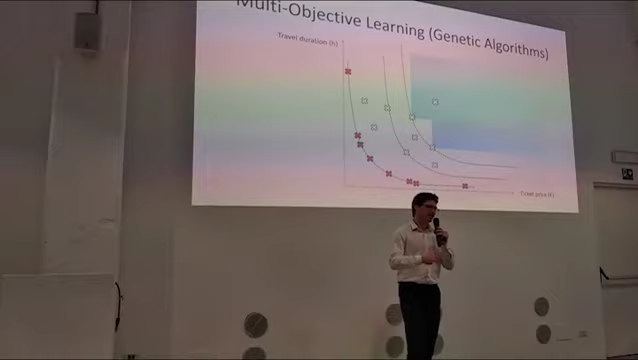 Multi-Objective Learning (Genetic Algorithms)
Travel duration (h)
Travel price (€)